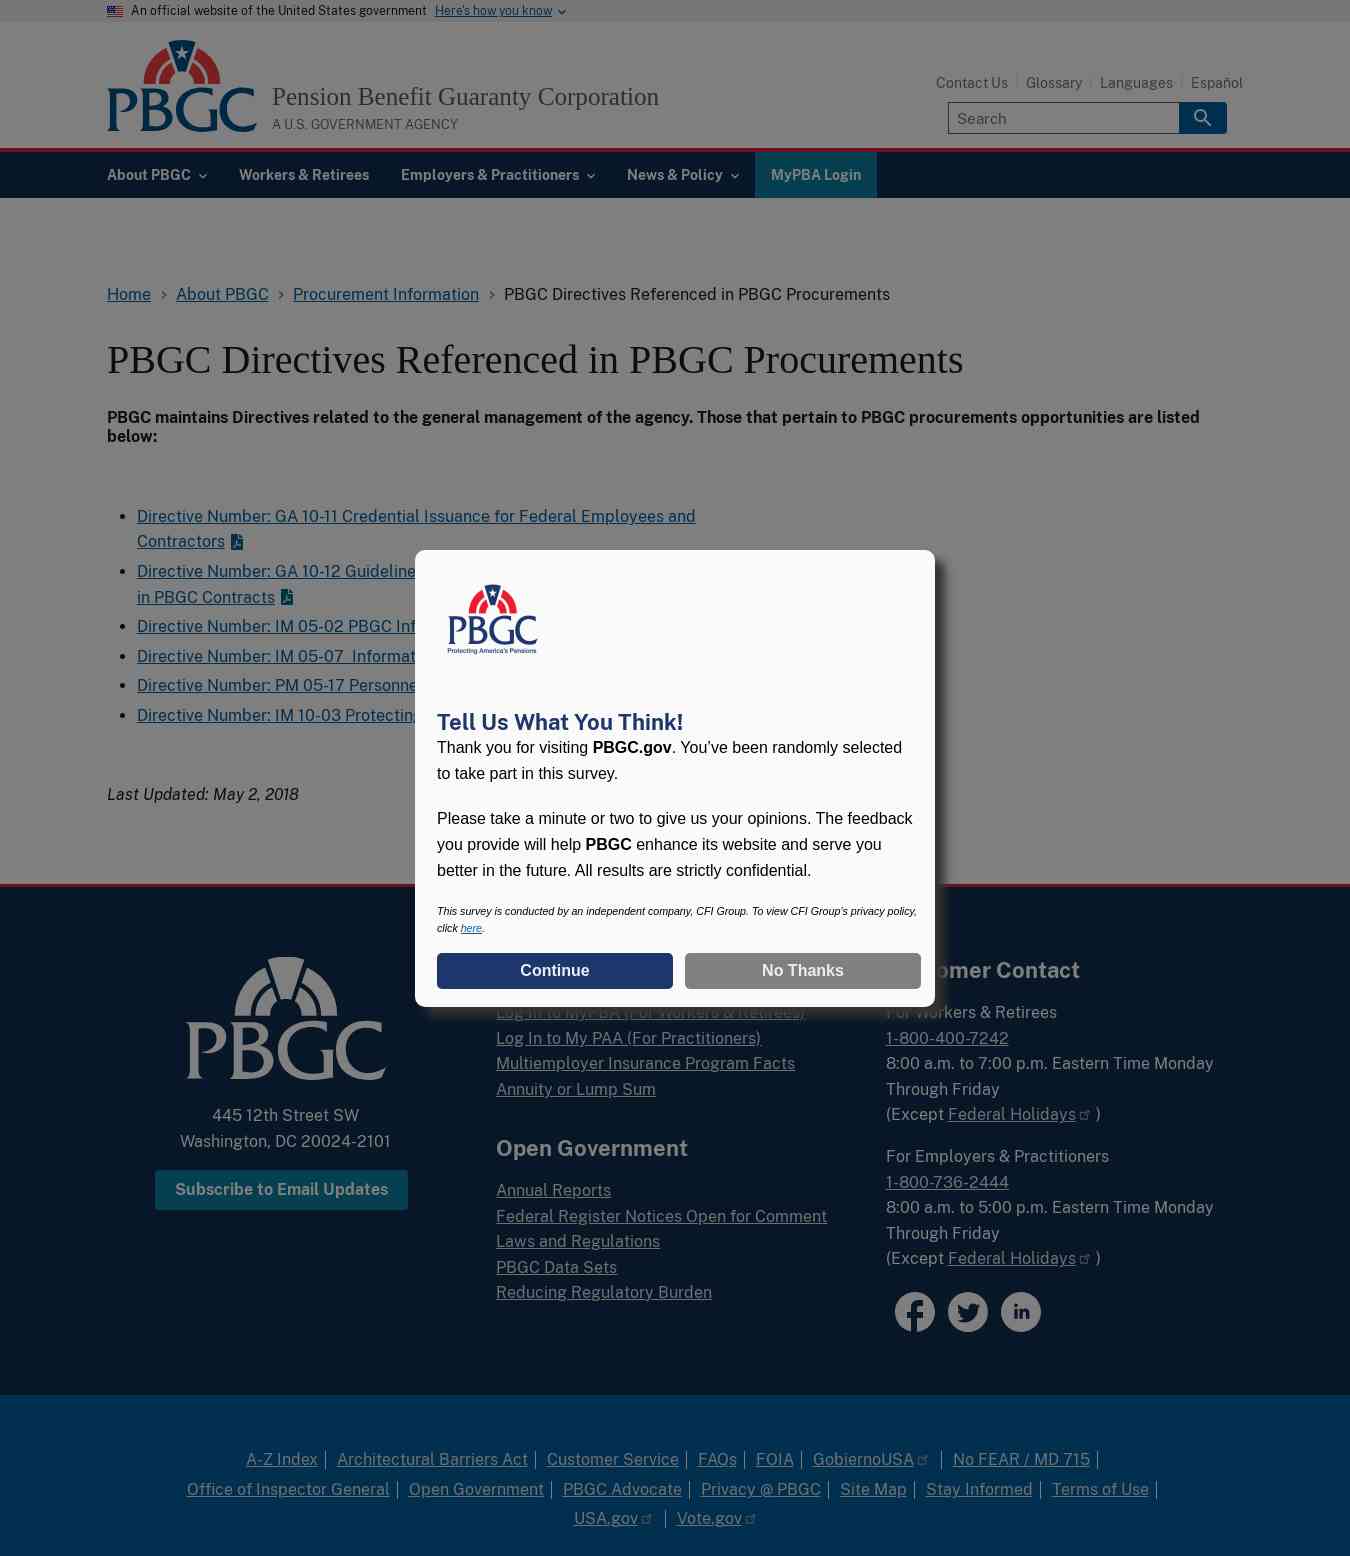 An official website of the United States government Here's how you know
PBGC
Pension Benefit Guaranty Corporation
A U.S. GOVERNMENT AGENCY
Contact Us Glossary Languages Español
Search
About PBGC Workers & Retirees Employers & Practitioners News & Policy MyPBA Login
Home About PBGC Procurement Information PBGC Directives Referenced in PBGC Procurements
PBGC Directives Referenced in PBGC Procurements
PBGC maintains Directives related to the general management of the agency. Those that pertain to PBGC procurements opportunities are listed
below:
Directive Number: GA 10-11 Credential Issuance for Federal Employees and
Contractors
Directive Number: GA 10-12 Guideline
in PBGC Contracts
Directive Number: IM 05-02 PBGC Inf
Directive Number: IM 05-07 Informat
Directive Number: PM 05-17 Personne
Directive Number: IM 10-03 Protecting
Last Updated: May 2, 2018
PBGC
Protecting America's Pensions
Tell Us What You Think!
Thank you for visiting PBGC.gov. You've been randomly selected
to take part in this survey.
Please take a minute or two to give us your opinions. The feedback
you provide will help PBGC enhance its website and serve you
better in the future. All results are strictly confidential.
This survey is conducted by an independent company, CFI Group. To view CFI Group's privacy policy,
click here.
Continue No Thanks
PBGC
445 12th Street SW
Washington, DC 20024-2101
Subscribe to Email Updates
Log In to MyPBA (For Workers & Retirees)
Log In to My PAA (For Practitioners)
Multiemployer Insurance Program Facts
Annuity or Lump Sum
Open Government
Annual Reports
Federal Register Notices Open for Comment
Laws and Regulations
PBGC Data Sets
Reducing Regulatory Burden
omer Contact
For Workers & Retirees
1-800-400-7242
8:00 a.m. to 7:00 p.m. Eastern Time Monday
Through Friday
(Except Federal Holidays )
For Employers & Practitioners
1-800-736-2444
8:00 a.m. to 5:00 p.m. Eastern Time Monday
Through Friday
(Except Federal Holidays )
in
A-Z Index Architectural Barriers Act Customer Service FAQs FOIA GobiernoUSA No FEAR / MD 715
Office of Inspector General Open Government PBGC Advocate Privacy @ PBGC Site Map Stay Informed Terms of Use
USA.gov Vote.gov